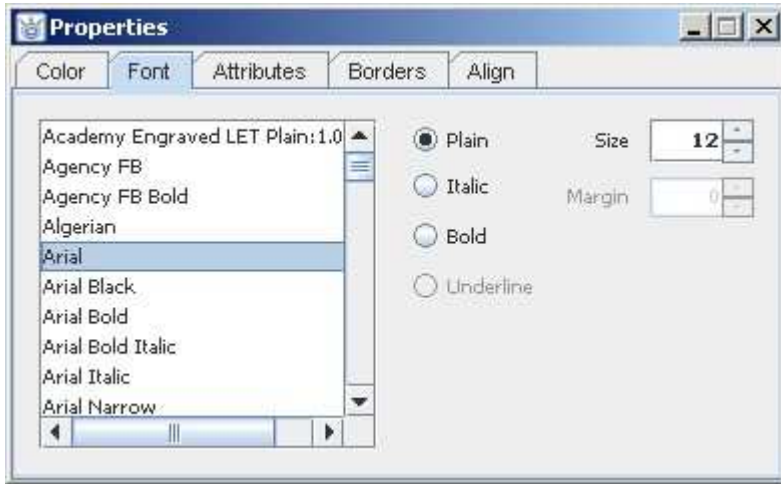 Properties
Color Font Attributes Borders Align
Academy Engraved LET Plain:1.0
Agency FB
Agency FB Bold
Algerian
Arial
Arial Black
Arial Bold
Arial Bold Italic
Arial Italic
Arial Narrow
Plain
Italic
Bold
Underline
Size 12
Margin 0